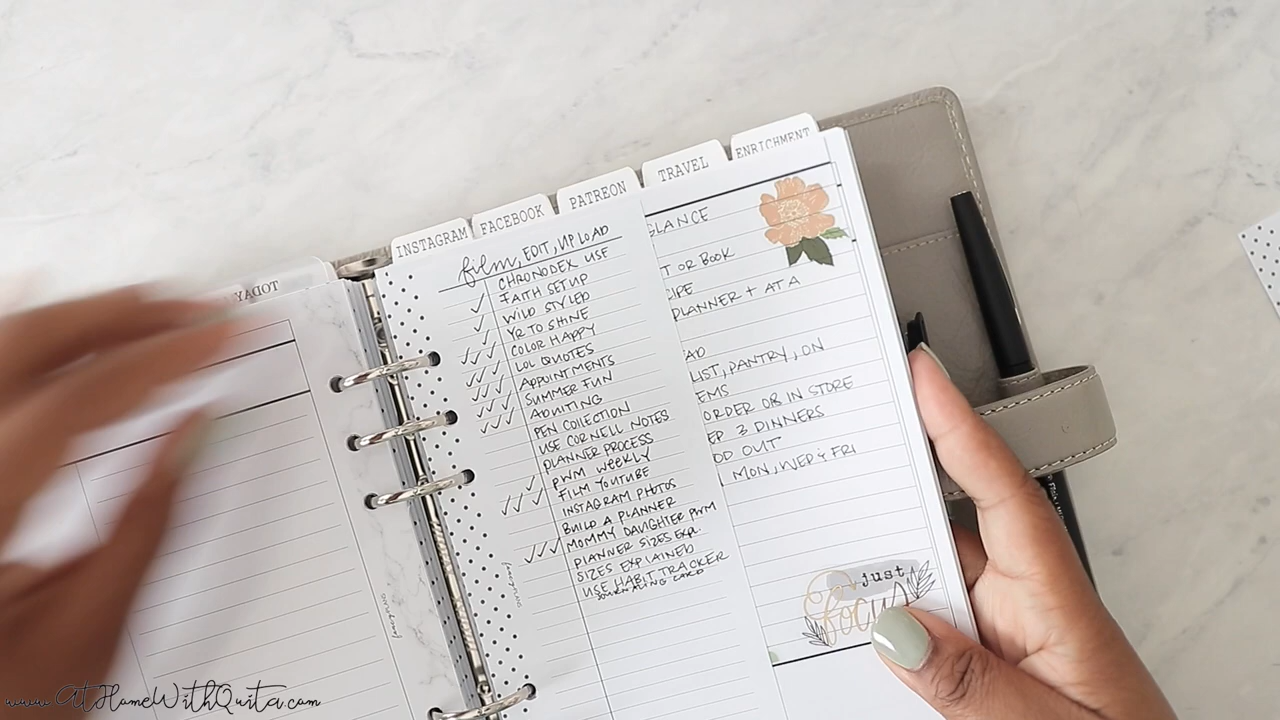 INSTAGRAM
FACEBOOK
PATREON
TRAVEL
ENRICHMENT
TODAY
film, EDIT, UPLOAD
CHRONODEX USE
FAITH SETUP
WILD STYLED
YR TO SHINE
COLOR HAPPY
LOL QUOTES
APPOINTMENTS
SUMMER FUN
ADULTING
PEN COLLECTION
USE CORNELL NOTES
PLANNER PROCESS
PWM WEEKLY
FILM YOUTUBE
INSTAGRAM PHOTOS
BUILD A PLANNER
MOMMY DAUGHTER PWM
PLANNER SIZES EXP.
SIZES EXPLAINED
USE HABIT TRACKER
JOURNALING CARD
GLANCE
T OR BOOK
IPE
PLANNER + AT A
AD
LIST, PANTRY, ON
EMS
ORDER OR IN STORE
EP 3 DINNERS
OD OUT
MON, WED & FRI
just
focus
www.AtHomeWithQuita.com